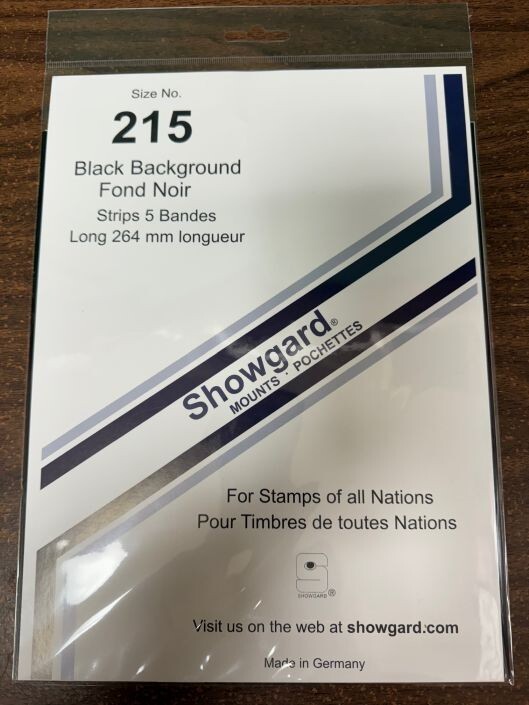 Size No.
215
Black Background
Fond Noir
Strips 5 Bandes
Long 264 mm longueur
Showgard®
MOUNTS · POCHETTES
For Stamps of all Nations
Pour Timbres de toutes Nations
SHOWGARD ®
Visit us on the web at showgard.com
Made in Germany